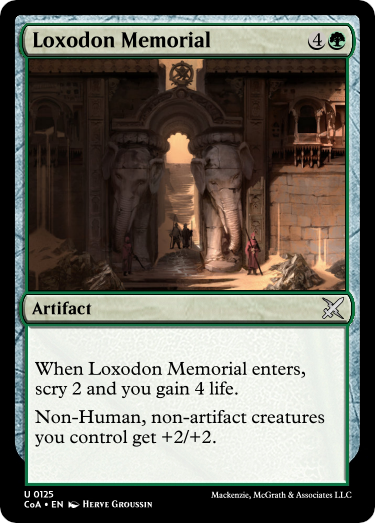 Loxodon Memorial 4
Artifact
When Loxodon Memorial enters,
scry 2 and you gain 4 life.
Non-Human, non-artifact creatures
you control get +2/+2.
U 0125
CoA • EN Herve Groussin
Mackenzie, McGrath & Associates LLC